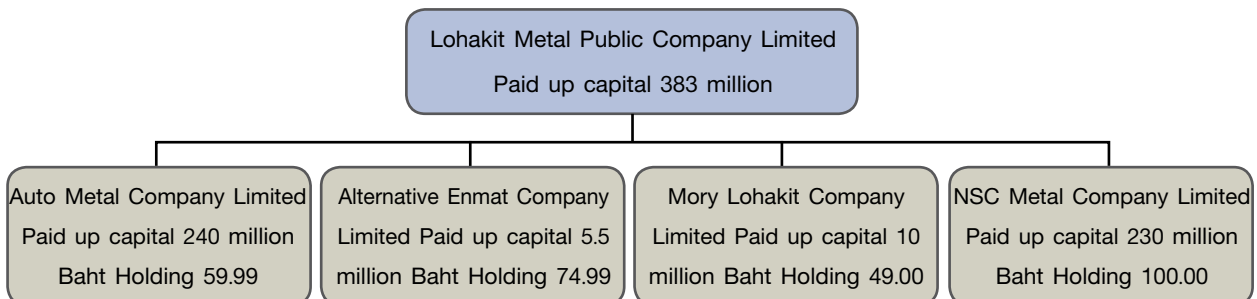 Lohakit Metal Public Company Limited
Paid up capital 383 million
Auto Metal Company Limited
Paid up capital 240 million
Baht Holding 59.99
Alternative Enmat Company
Limited Paid up capital 5.5
million Baht Holding 74.99
Mory Lohakit Company
Limited Paid up capital 10
million Baht Holding 49.00
NSC Metal Company Limited
Paid up capital 230 million
Baht Holding 100.00